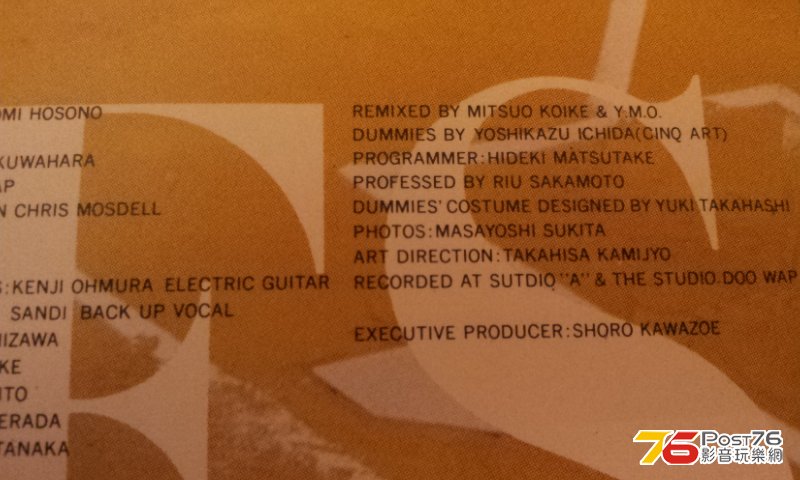 OMI HOSONO
KUWAHARA
AP
N CHRIS MOSDELL
S: KENJI OHMURA ELECTRIC GUITAR
SANDI BACK UP VOCAL
IZAWA
KE
ITO
ERADA
TANAKA
REMIXED BY MITSUO KOIKE & Y.M.O.
DUMMIES BY YOSHIKAZU ICHIDA(CINQ ART)
PROGRAMMER: HIDEKI MATSUTAKE
PROFESSED BY RIU SAKAMOTO
DUMMIES' COSTUME DESIGNED BY YUKI TAKAHASHI
PHOTOS: MASAYOSHI SUKITA
ART DIRECTION: TAKAHISA KAMIJYO
RECORDED AT SUTDIO "A" & THE STUDIO DOO WAP
EXECUTIVE PRODUCER: SHORO KAWAZOE
ES
76 Post76
影音玩樂網